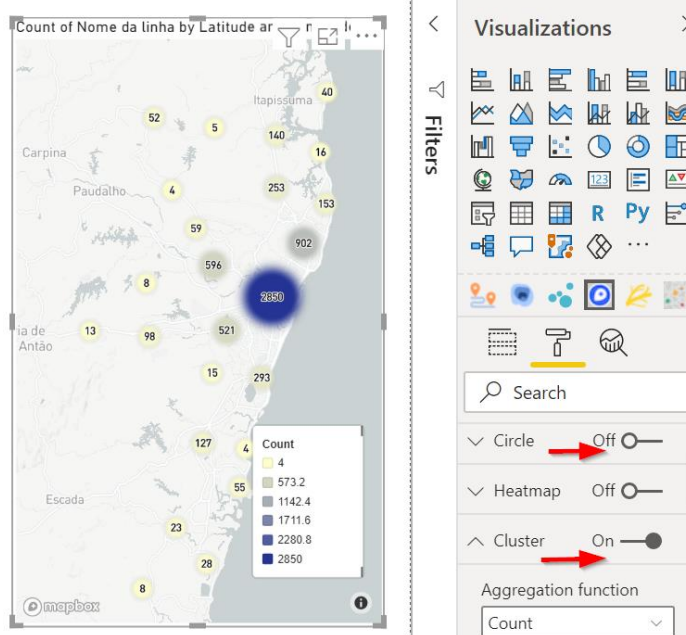 Count of Nome da linha by Latitude ar
Itapissuma
40
52
5
140
Carpina
16
Paudalho
4
253
153
59
902
596
8
2850
ia de
Antão
13
98
521
15
293
127
4
55
Escada
23
28
8
Count
4
573.2
1142.4
1711.6
2280.8
2850
mapbox
Filters
Visualizations
123
R
Py
Search
Circle
Off
Heatmap
Off
Cluster
On
Aggregation function
Count